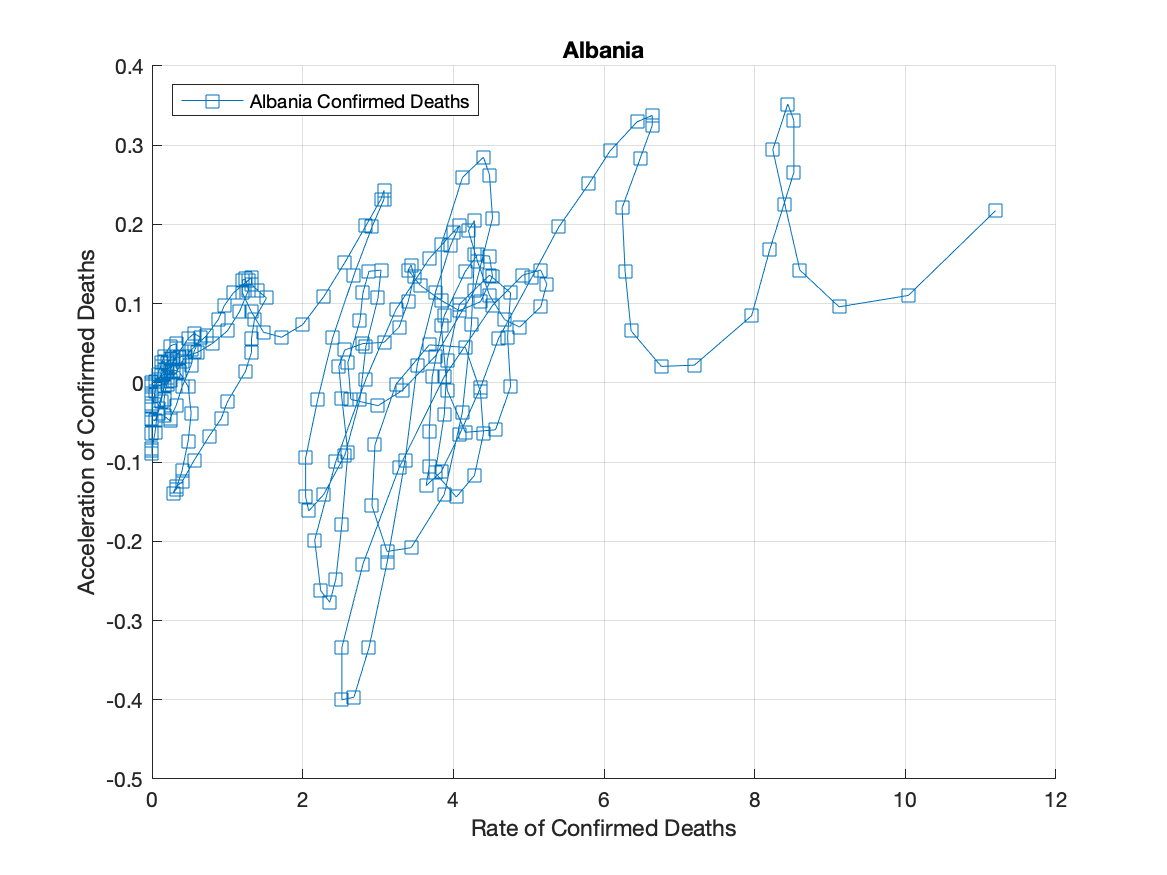 Albania
Albania Confirmed Deaths
0.4
0.3
0.2
0.1
0
-0.1
-0.2
-0.3
-0.4
-0.5
Acceleration of Confirmed Deaths
0 2 4 6 8 10 12
Rate of Confirmed Deaths